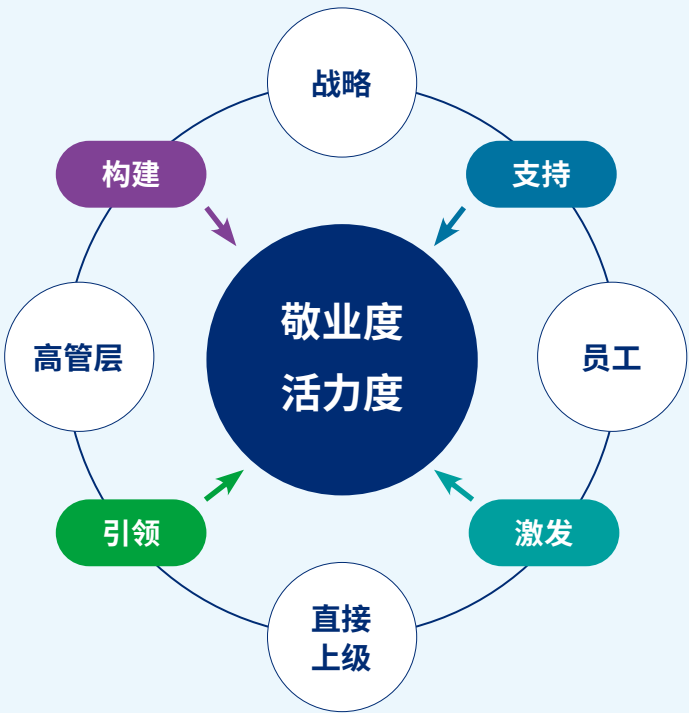 战略
构建
支持
敬业度
活力度
高管层
员工
引领
激发
直接
上级